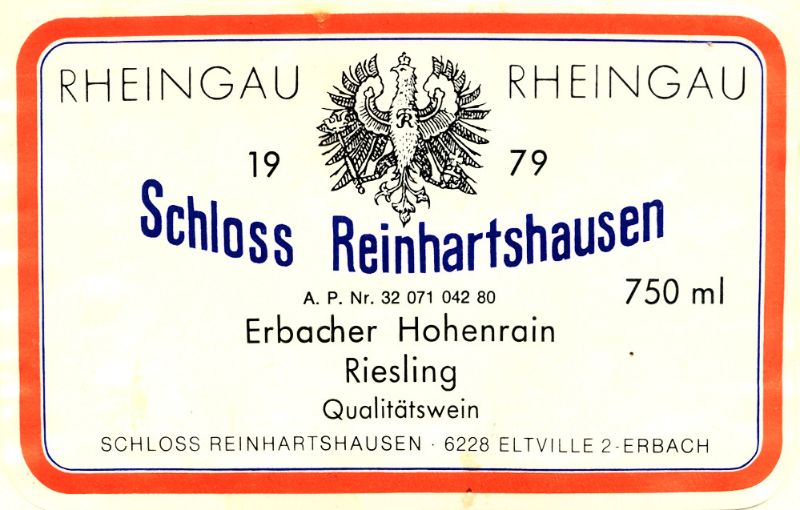 RHEINGAU RHEINGAU
R
19 79
Schloss Reinhartshausen
A. P. Nr. 32 071 042 80
750 ml
Erbacher Hohenrain
Riesling
Qualitätswein
SCHLOSS REINHARTSHAUSEN · 6228 ELTVILLE 2-ERBACH